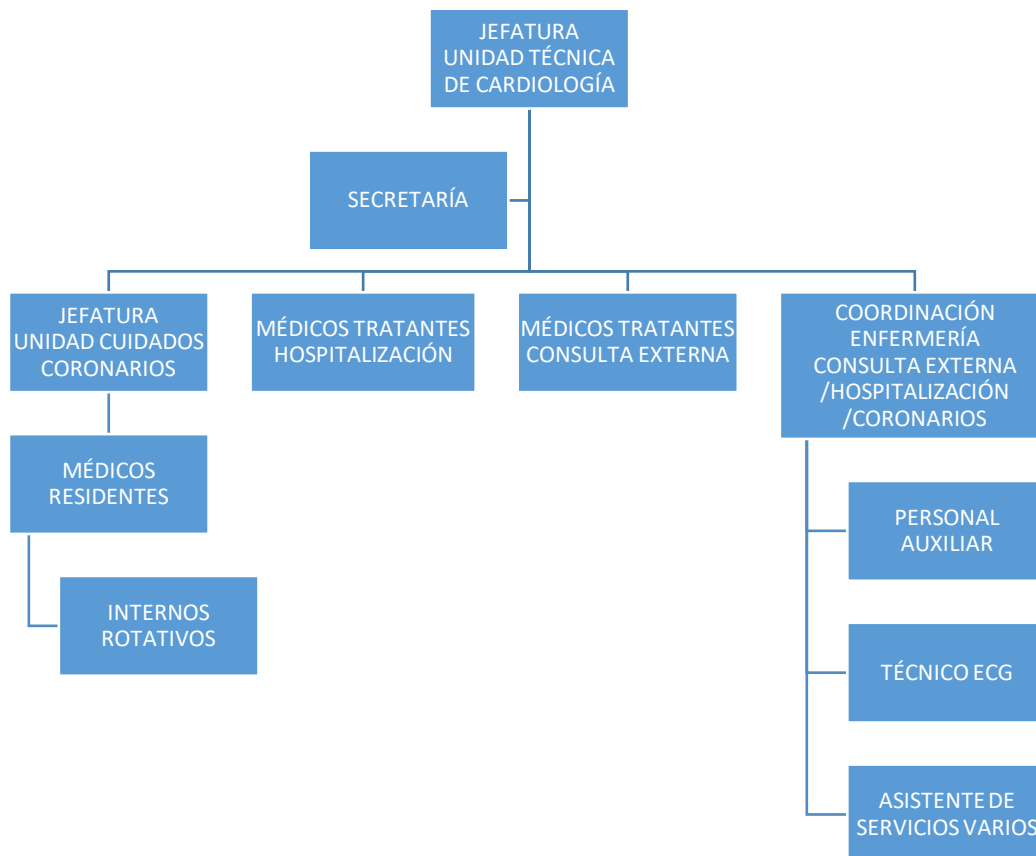 JEFATURA
UNIDAD TÉCNICA
DE CARDIOLOGÍA
SECRETARÍA
JEFATURA
UNIDAD CUIDADOS
CORONARIOS
MÉDICOS TRATANTES
HOSPITALIZACIÓN
MÉDICOS TRATANTES
CONSULTA EXTERNA
COORDINACIÓN
ENFERMERÍA
CONSULTA EXTERNA
/HOSPITALIZACIÓN
/CORONARIOS
MÉDICOS
RESIDENTES
INTERNOS
ROTATIVOS
PERSONAL
AUXILIAR
TÉCNICO ECG
ASISTENTE DE
SERVICIOS VARIOS